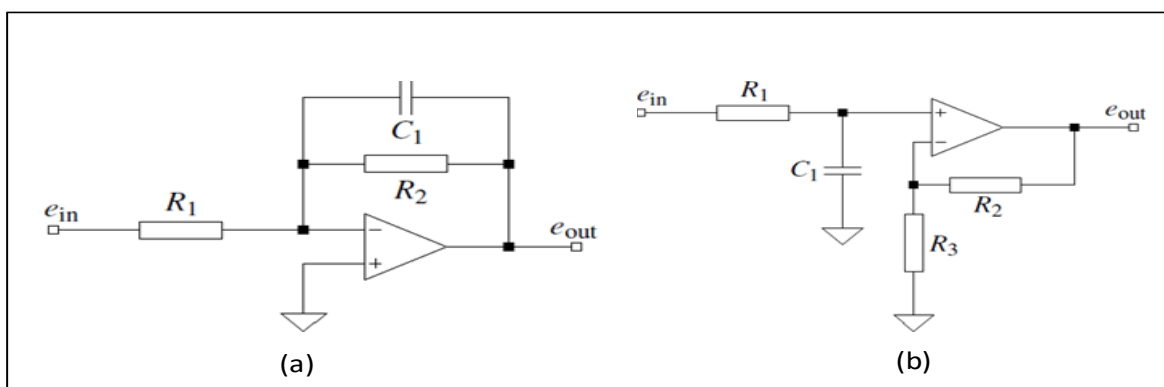 C₁
R₂
R₁
eᵢₙ
−
+
eₒᵤₜ
(a)
eᵢₙ
R₁
+
−
eₒᵤₜ
C₁
R₂
R₃
(b)